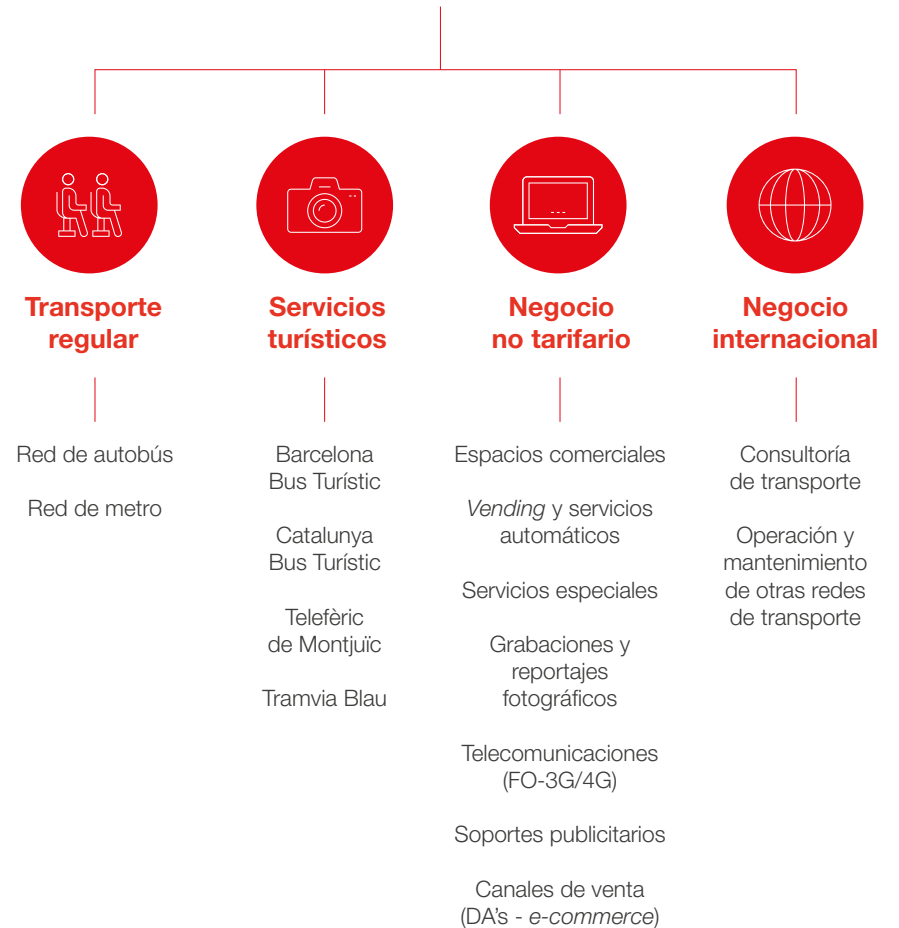 Transporte
regular
Red de autobús
Red de metro
Servicios
turísticos
Barcelona
Bus Turístic
Catalunya
Bus Turístic
Telefèric
de Montjuïc
Tramvia Blau
Negocio
no tarifario
Espacios comerciales
Vending y servicios
automáticos
Servicios especiales
Grabaciones y
reportajes
fotográficos
Telecomunicaciones
(FO-3G/4G)
Soportes publicitarios
Canales de venta
(DA's - e-commerce)
Negocio
internacional
Consultoría
de transporte
Operación y
mantenimiento
de otras redes
de transporte